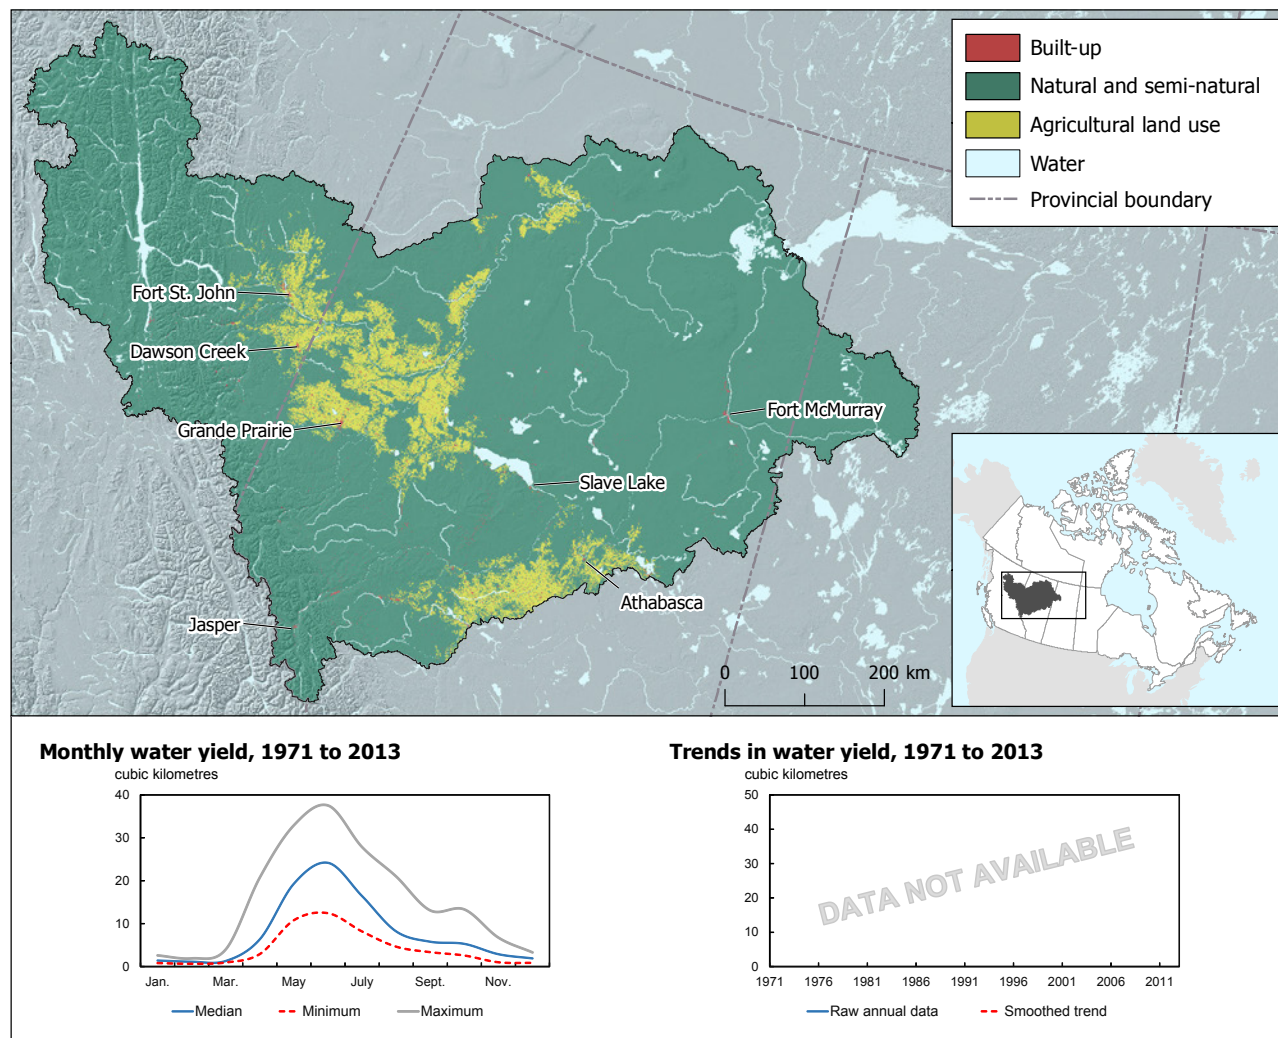 Built-up
Natural and semi-natural
Agricultural land use
Water
Provincial boundary
Fort St. John
Dawson Creek
Grande Prairie
Fort McMurray
Slave Lake
Athabasca
Jasper
0 100 200 km
Monthly water yield, 1971 to 2013
cubic kilometres
40
30
20
10
0
Jan. Mar. May July Sept. Nov.
Median Minimum Maximum
Trends in water yield, 1971 to 2013
cubic kilometres
50
40
30
20
10
0
DATA NOT AVAILABLE
1971 1976 1981 1986 1991 1996 2001 2006 2011
Raw annual data Smoothed trend